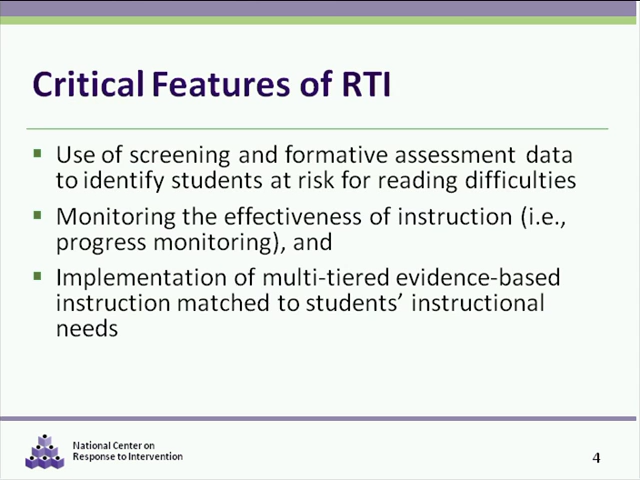 Critical Features of RTI
▪ Use of screening and formative assessment data
to identify students at risk for reading difficulties
▪ Monitoring the effectiveness of instruction (i.e.,
progress monitoring), and
▪ Implementation of multi-tiered evidence-based
instruction matched to students’ instructional
needs
National Center on
Response to Intervention
4